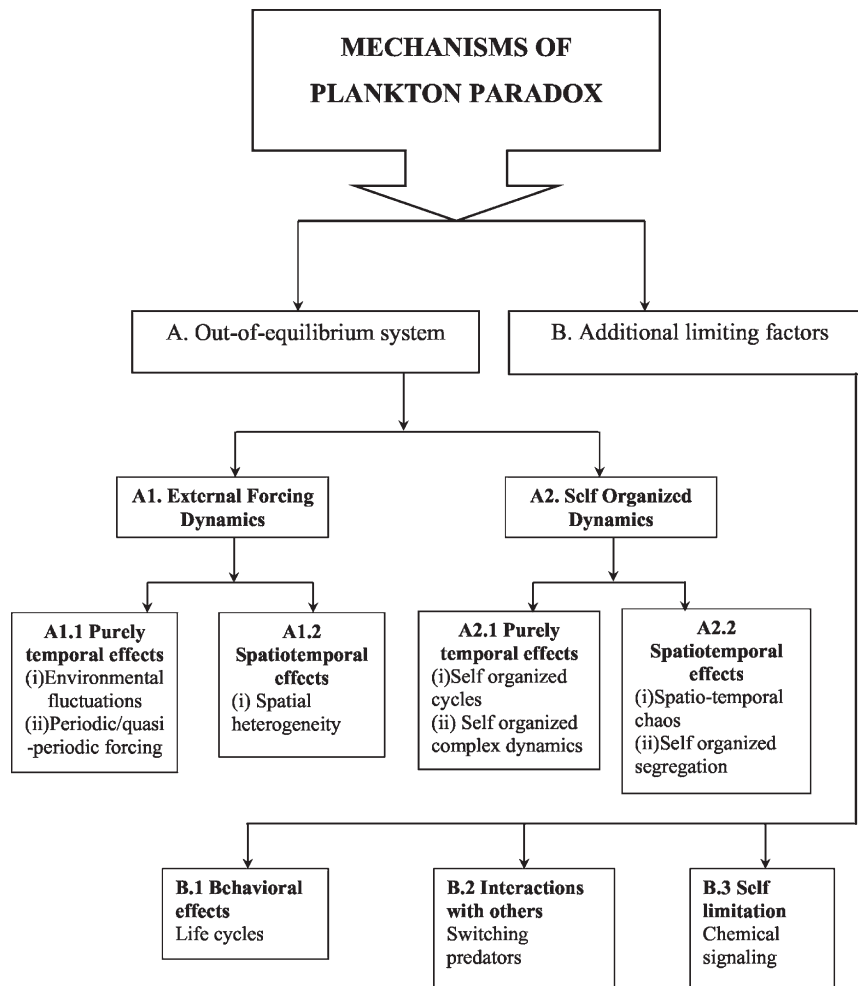 MECHANISMS OF
PLANKTON PARADOX
A. Out-of-equilibrium system
B. Additional limiting factors
A1. External Forcing
Dynamics
A2. Self Organized
Dynamics
A1.1 Purely
temporal effects
(i)Environmental
fluctuations
(ii)Periodic/quasi
-periodic forcing
A1.2
Spatiotemporal
effects
(i) Spatial
heterogeneity
A2.1 Purely
temporal effects
(i)Self organized
cycles
(ii) Self organized
complex dynamics
A2.2
Spatiotemporal
effects
(i)Spatio-temporal
chaos
(ii)Self organized
segregation
B.1 Behavioral
effects
Life cycles
B.2 Interactions
with others
Switching
predators
B.3 Self
limitation
Chemical
signaling